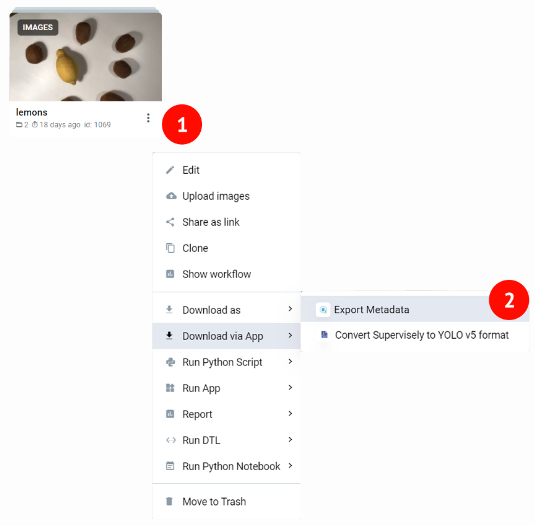 IMAGES
lemons
2 18 days ago id: 1069
1
Edit
Upload images
Share as link
Clone
Show workflow
Download as
Download via App
Run Python Script
Run App
Report
Run DTL
Run Python Notebook
Move to Trash
2
Export Metadata
Convert Supervisely to YOLO v5 format